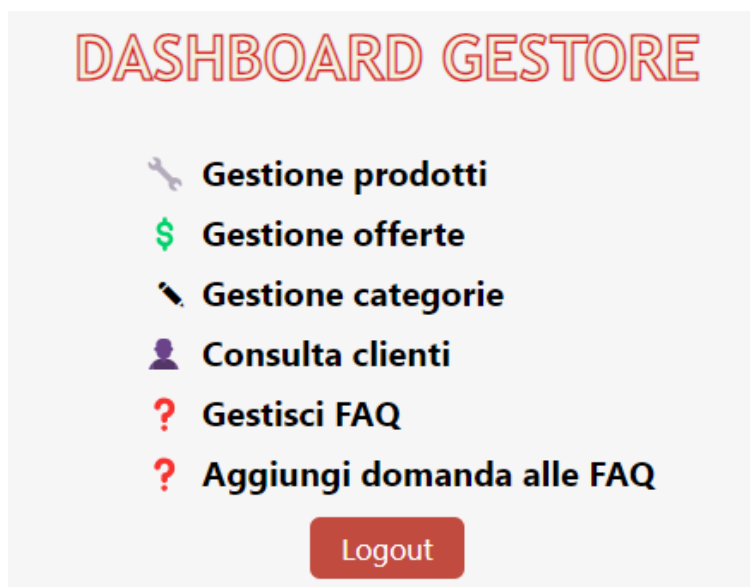 DASHBOARD GESTORE
Gestione prodotti
Gestione offerte
Gestione categorie
Consulta clienti
Gestisci FAQ
Aggiungi domanda alle FAQ
Logout